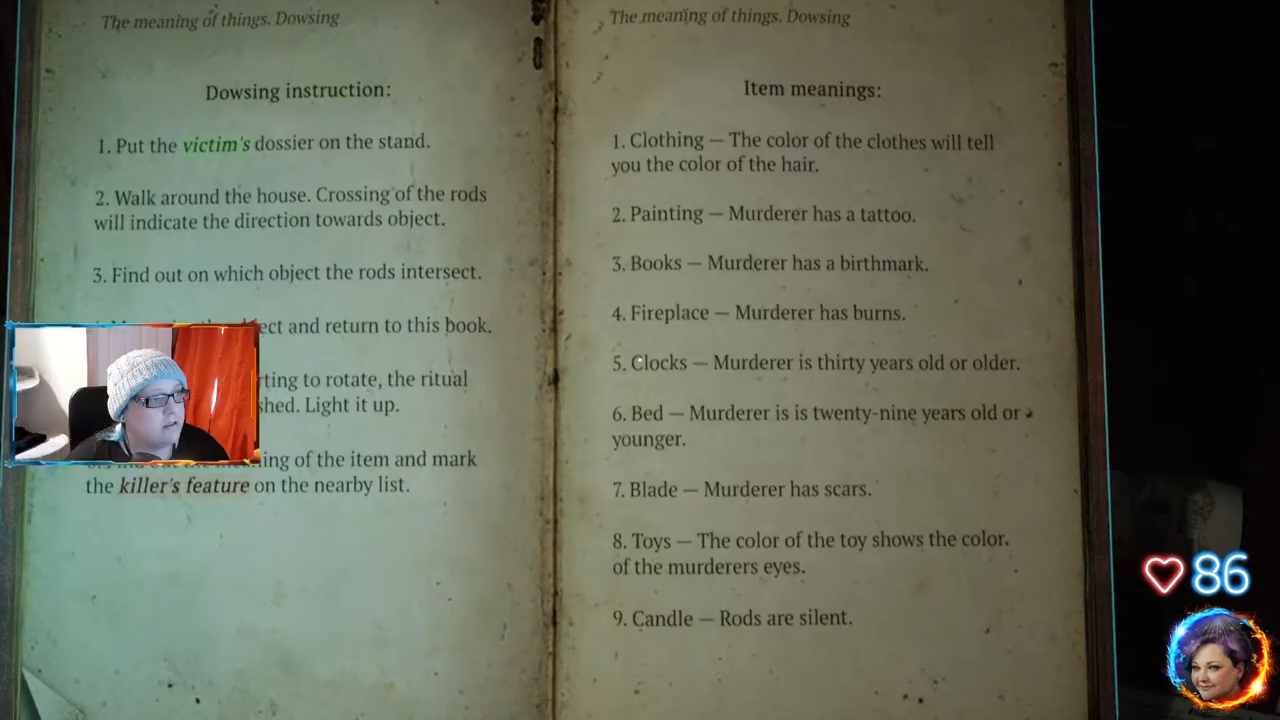 The meaning of things. Dowsing
Dowsing instruction:
1. Put the victim's dossier on the stand.
2. Walk around the house. Crossing of the rods
will indicate the direction towards object.
3. Find out on which object the rods intersect.
and return to this book.
to rotate, the ritual
Light it up.
of the item and mark
the killer's feature on the nearby list.
The meaning of things. Dowsing
Item meanings:
1. Clothing — The color of the clothes will tell
you the color of the hair.
2. Painting — Murderer has a tattoo.
3. Books — Murderer has a birthmark.
4. Fireplace — Murderer has burns.
5. Clocks — Murderer is thirty years old or older.
6. Bed — Murderer is is twenty-nine years old or
younger.
7. Blade — Murderer has scars.
8. Toys — The color of the toy shows the color.
of the murderers eyes.
9. Candle — Rods are silent.
86